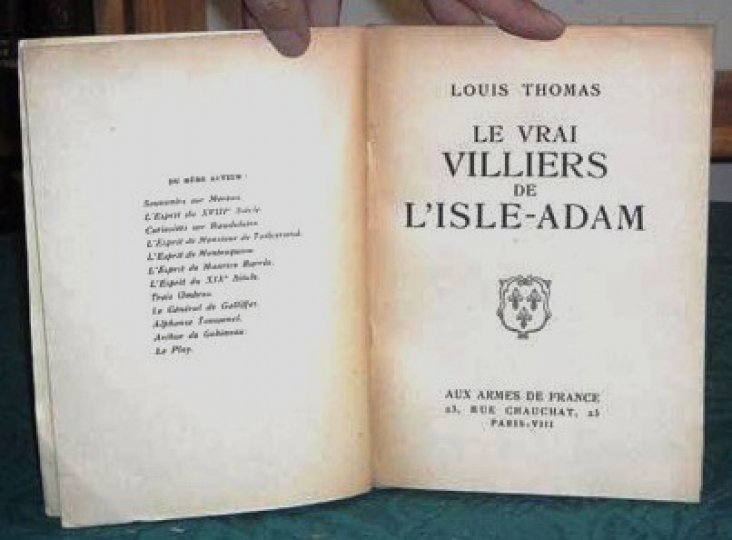 DU MÊME AUTEUR
Souvenirs sur Moréas.
L'Esprit du XVIIIe Siècle.
Curiosités sur Baudelaire.
L'Esprit de Monsieur de Talleyrand.
L'Esprit de Montesquieu.
L'Esprit de Maurice Barrès.
L'Esprit du XIXe Siècle.
Trois Ombres.
Le Général de Galliffet.
Alphonse Toussenel.
Arthur de Gobineau.
Le Play.
LOUIS THOMAS
LE VRAI
VILLIERS
DE
L'ISLE-ADAM
AUX ARMES DE FRANCE
23, RUE CHAUCHAT, 23
PARIS-VIII